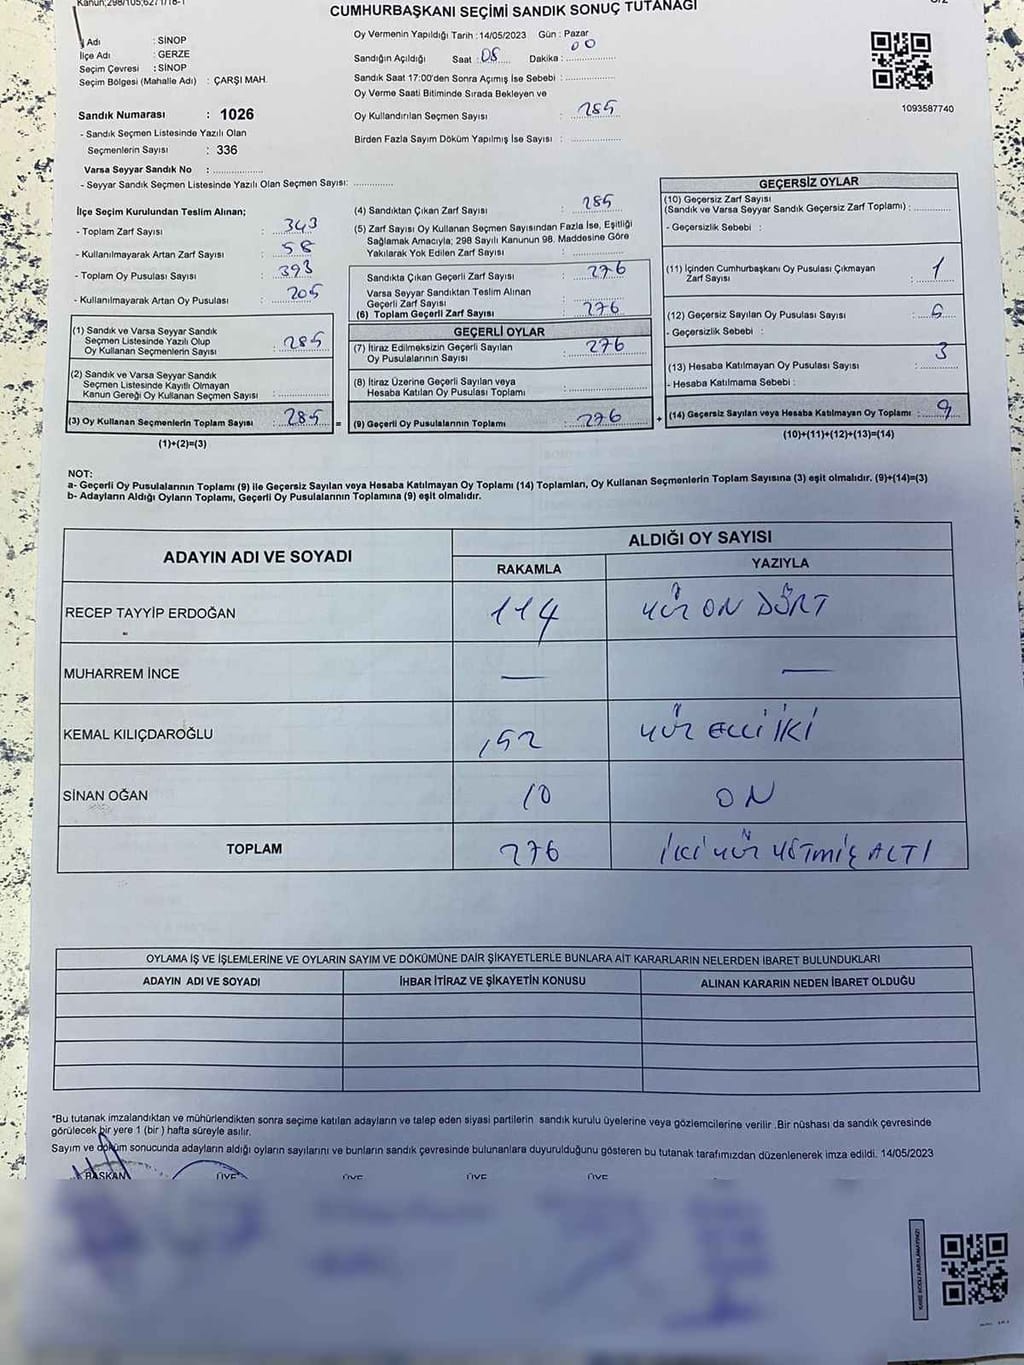 Kanun;298/105;6271/18-1
CUMHURBAŞKANI SEÇİMİ SANDIK SONUÇ TUTANAĞI
İl Adı : SİNOP
İlçe Adı : GERZE
Seçim Çevresi : SİNOP
Seçim Bölgesi (Mahalle Adı) : ÇARŞI MAH.
Sandık Numarası : 1026
- Sandık Seçmen Listesinde Yazılı Olan
Seçmenlerin Sayısı : 336
Varsa Seyyar Sandık No : ..................
- Seyyar Sandık Seçmen Listesinde Yazılı Olan Seçmen Sayısı: .............
Oy Vermenin Yapıldığı Tarih : 14/05/2023 Gün : Pazar
Sandığın Açıldığı Saat : 08 Dakika : 00
Sandık Saat 17:00'den Sonra Açımış İse Sebebi : ................
Oy Verme Saati Bitiminde Sırada Bekleyen ve
Oy Kullandırılan Seçmen Sayısı : 285
Birden Fazla Sayım Döküm Yapılmış İse Sayısı : ................
1093587740
İlçe Seçim Kurulundan Teslim Alınan;
- Toplam Zarf Sayısı : 343
- Kullanılmayarak Artan Zarf Sayısı : 58
- Toplam Oy Pusulası Sayısı : 393
- Kullanılmayarak Artan Oy Pusulası : 205
(1) Sandık ve Varsa Seyyar Sandık
Seçmen Listesinde Yazılı Olup
Oy Kullanan Seçmenlerin Sayısı : 285
(2) Sandık ve Varsa Seyyar Sandık
Seçmen Listesinde Kayıtlı Olmayan
Kanun Gereği Oy Kullanan Seçmen Sayısı : .............
(3) Oy Kullanan Seçmenlerin Toplam Sayısı : 285 =
(1)+(2)=(3)
(4) Sandıktan Çıkan Zarf Sayısı : 285
(5) Zarf Sayısı Oy Kullanan Seçmen Sayısından Fazla İse, Eşitliği
Sağlamak Amacıyla; 298 Sayılı Kanunun 98. Maddesine Göre
Yakılarak Yok Edilen Zarf Sayısı : .............
Sandıkta Çıkan Geçerli Zarf Sayısı : 276
Varsa Seyyar Sandıktan Teslim Alınan
Geçerli Zarf Sayısı : .............
(6) Toplam Geçerli Zarf Sayısı : 276
GEÇERLİ OYLAR
(7) İtiraz Edilmeksizin Geçerli Sayılan
Oy Pusulalarının Sayısı : 276
(8) İtiraz Üzerine Geçerli Sayılan veya
Hesaba Katılan Oy Pusulası Toplamı : .............
(9) Geçerli Oy Pusulalarının Toplamı : 276 +
GEÇERSİZ OYLAR
(10) Geçersiz Zarf Sayısı
(Sandık ve Varsa Seyyar Sandık Geçersiz Zarf Toplamı) : ...........
- Geçersizlik Sebebi :
(11) İçinden Cumhurbaşkanı Oy Pusulası Çıkmayan
Zarf Sayısı : 1
(12) Geçersiz Sayılan Oy Pusulası Sayısı :
- Geçersizlik Sebebi :
(13) Hesaba Katılmayan Oy Pusulası Sayısı : 3
- Hesaba Katılmama Sebebi :
(14) Geçersiz Sayılan veya Hesaba Katılmayan Oy Toplamı : 9
(10)+(11)+(12)+(13)=(14)
NOT:
a- Geçerli Oy Pusulalarının Toplamı (9) ile Geçersiz Sayılan veya Hesaba Katılmayan Oy Toplamı (14) Toplamları, Oy Kullanan Seçmenlerin Toplam Sayısına (3) eşit olmalıdır. (9)+(14)=(3)
b- Adayların Aldığı Oyların Toplamı, Geçerli Oy Pusulalarının Toplamına (9) eşit olmalıdır.
ADAYIN ADI VE SOYADI ALDIĞI OY SAYISI
RAKAMLA YAZIYLA
RECEP TAYYİP ERDOĞAN 114 YÜZ ON DÖRT
MUHARREM İNCE — —
KEMAL KILIÇDAROĞLU 152 YÜZ ELLİ İKİ
SİNAN OĞAN 10 ON
TOPLAM 276 İKİ YÜZ YETMİŞ ALTI
OYLAMA İŞ VE İŞLEMLERİNE VE OYLARIN SAYIM VE DÖKÜMÜNE DAİR ŞİKAYETLERLE BUNLARA AİT KARARLARIN NELERDEN İBARET BULUNDUKLARI
ADAYIN ADI VE SOYADI İHBAR İTİRAZ VE ŞİKAYETİN KONUSU ALINAN KARARIN NEDEN İBARET OLDUĞU
*Bu tutanak imzalandıktan ve mühürlendikten sonra seçime katılan adayların ve talep eden siyasi partilerin sandık kurulu üyelerine veya gözlemcilerine verilir .Bir nüshası da sandık çevresinde
görülecek bir yere 1 (bir ) hafta süreyle asılır.
Sayım ve döküm sonucunda adayların aldığı oyların sayılarını ve bunların sandık çevresinde bulunanlara duyurulduğunu gösteren bu tutanak tarafımızdan düzenlenerek imza edildi. 14/05/2023
BAŞKAN ÜYE ÜYE ÜYE ÜYE
KARE KODU KARALAMAYINIZ!